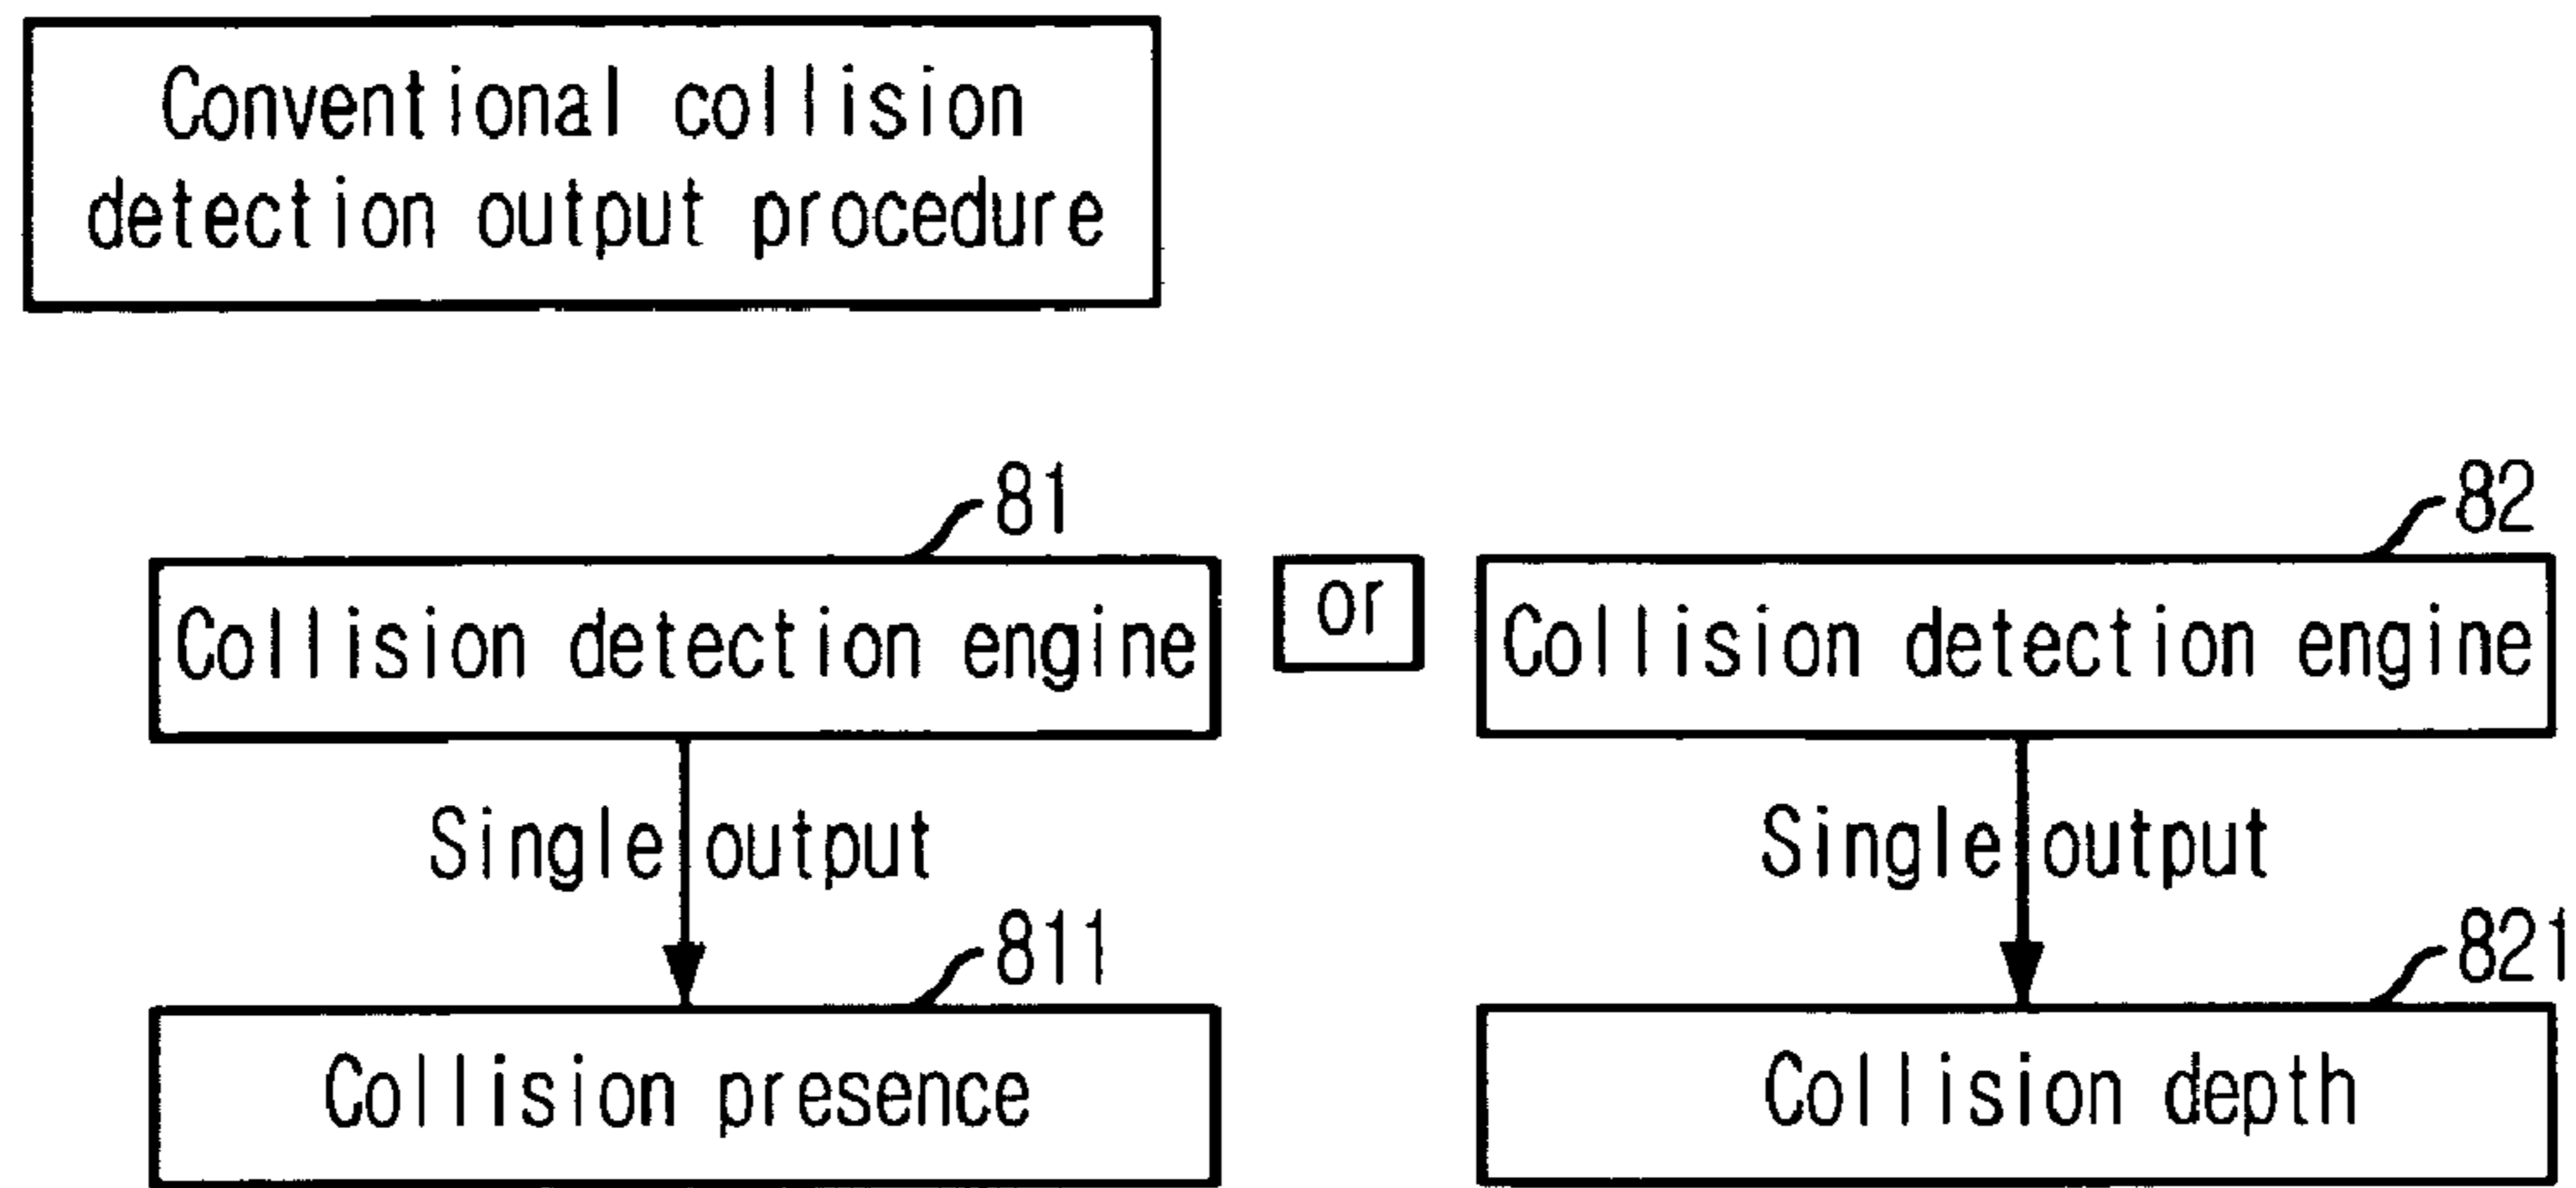 Conventional collision
detection output procedure
81
82
Collision detection engine
or
Collision detection engine
Single output
Single output
811
821
Collision presence
Collision depth